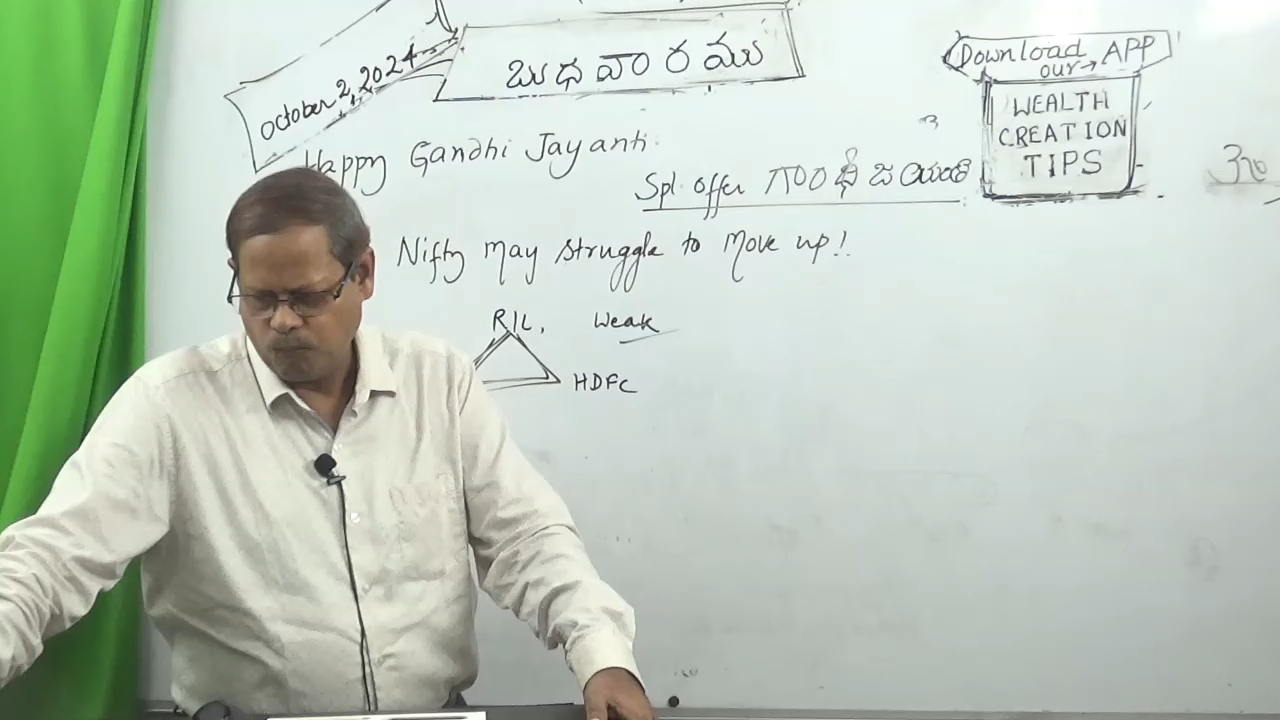 October 2, 2024
బుధవారము
Download
our → APP
WEALTH
CREATION
TIPS
Happy Gandhi Jayanti.
Spl. offer గాంధీ జయంతి
Nifty may struggle to move up!!
RIL, Weak
HDFC